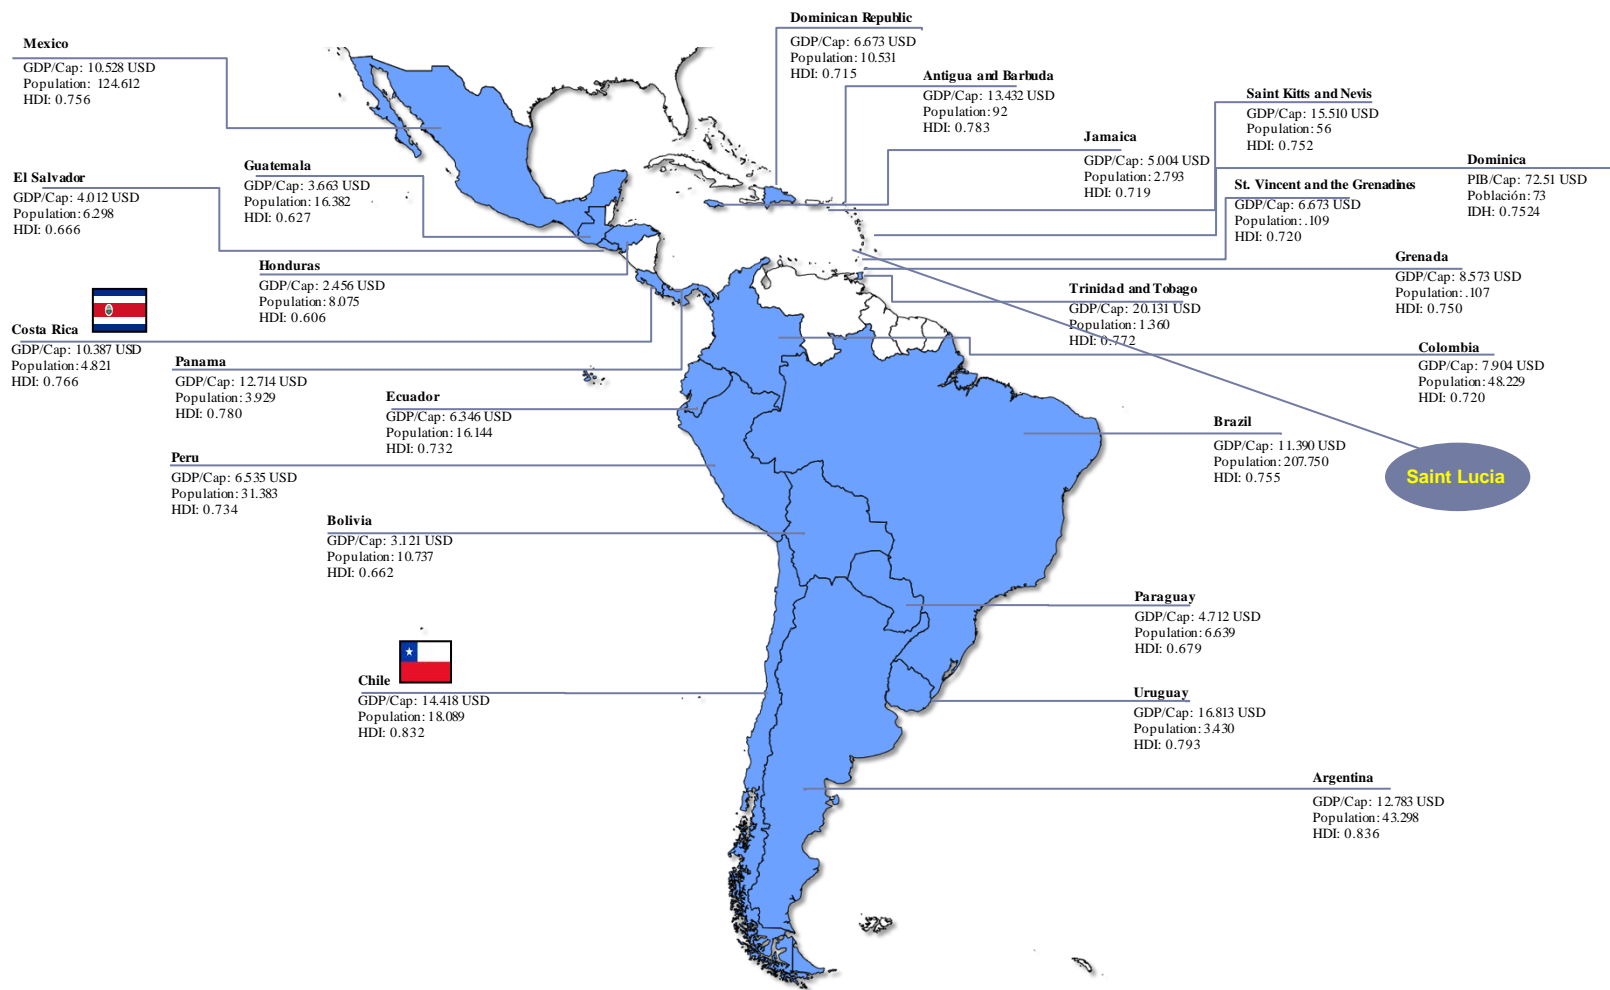 Dominican Republic
GDP/Cap: 6.673 USD
Population: 10.531
HDI: 0.715
Mexico
GDP/Cap: 10.528 USD
Population: 124.612
HDI: 0.756
Antigua and Barbuda
GDP/Cap: 13.432 USD
Population: 92
HDI: 0.783
Saint Kitts and Nevis
GDP/Cap: 15.510 USD
Population: 56
HDI: 0.752
Jamaica
GDP/Cap: 5.004 USD
Population: 2.793
HDI: 0.719
Dominica
PIB/Cap: 72.51 USD
Población: 73
IDH: 0.7524
Guatemala
GDP/Cap: 3.663 USD
Population: 16.382
HDI: 0.627
El Salvador
GDP/Cap: 4.012 USD
Population: 6.298
HDI: 0.666
St. Vincent and the Grenadines
GDP/Cap: 6.673 USD
Population: .109
HDI: 0.720
Grenada
GDP/Cap: 8.573 USD
Population: .107
HDI: 0.750
Honduras
GDP/Cap: 2.456 USD
Population: 8.075
HDI: 0.606
Trinidad and Tobago
GDP/Cap: 20.131 USD
Population: 1.360
HDI: 0.772
Costa Rica
GDP/Cap: 10.387 USD
Population: 4.821
HDI: 0.766
Colombia
GDP/Cap: 7.904 USD
Population: 48.229
HDI: 0.720
Panama
GDP/Cap: 12.714 USD
Population: 3.929
HDI: 0.780
Ecuador
GDP/Cap: 6.346 USD
Population: 16.144
HDI: 0.732
Brazil
GDP/Cap: 11.390 USD
Population: 207.750
HDI: 0.755
Saint Lucia
Peru
GDP/Cap: 6.535 USD
Population: 31.383
HDI: 0.734
Bolivia
GDP/Cap: 3.121 USD
Population: 10.737
HDI: 0.662
Paraguay
GDP/Cap: 4.712 USD
Population: 6.639
HDI: 0.679
Chile
GDP/Cap: 14.418 USD
Population: 18.089
HDI: 0.832
Uruguay
GDP/Cap: 16.813 USD
Population: 3.430
HDI: 0.793
Argentina
GDP/Cap: 12.783 USD
Population: 43.298
HDI: 0.836